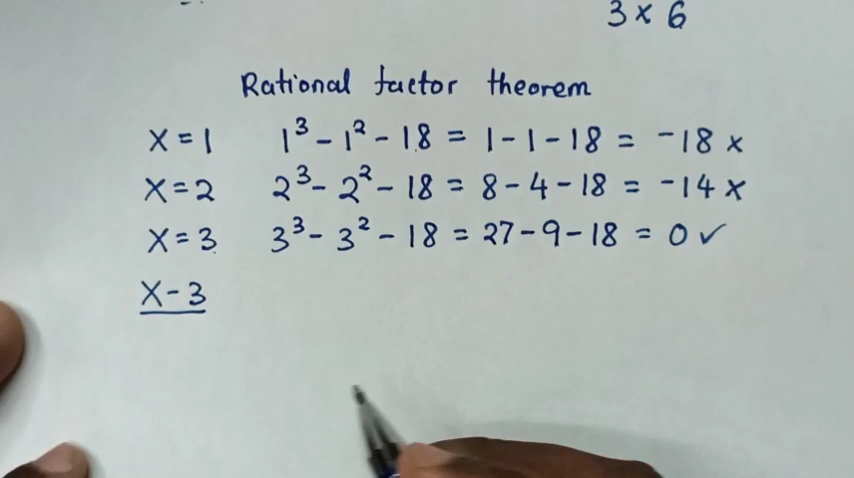 3 × 6
Rational factor theorem
x = 1 1³ - 1² - 18 = 1 - 1 - 18 = -18 ×
x = 2 2³ - 2² - 18 = 8 - 4 - 18 = -14 ×
x = 3 3³ - 3² - 18 = 27 - 9 - 18 = 0 ✓
x - 3